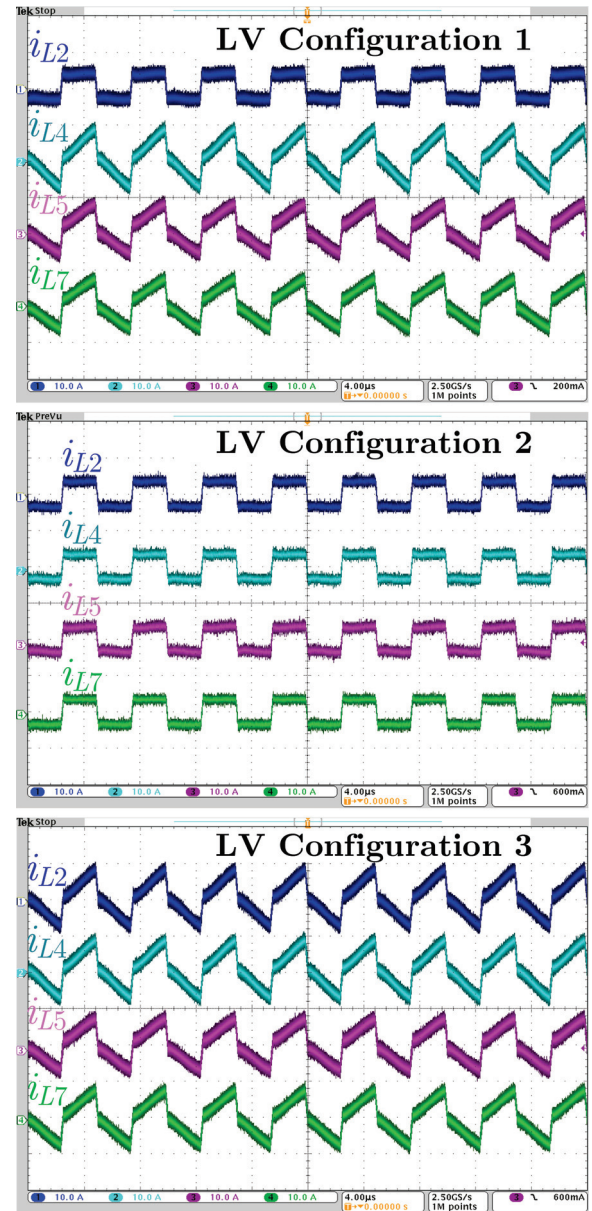 Tek Stop
LV Configuration 1
iL2
1
iL4
2
iL5
3
iL7
4
1 10.0 A 2 10.0 A 3 10.0 A 4 10.0 A 4.00µs 2.50GS/s 3 200mA
T→▼0.00000 s 1M points
Tek PreVu
LV Configuration 2
iL2
1
iL4
2
iL5
3
iL7
4
1 10.0 A 2 10.0 A 3 10.0 A 4 10.0 A 4.00µs 2.50GS/s 3 600mA
T→▼0.00000 s 1M points
Tek Stop
LV Configuration 3
iL2
1
iL4
2
iL5
3
iL7
4
1 10.0 A 2 10.0 A 3 10.0 A 4 10.0 A 4.00µs 2.50GS/s 3 600mA
T→▼0.00000 s 1M points